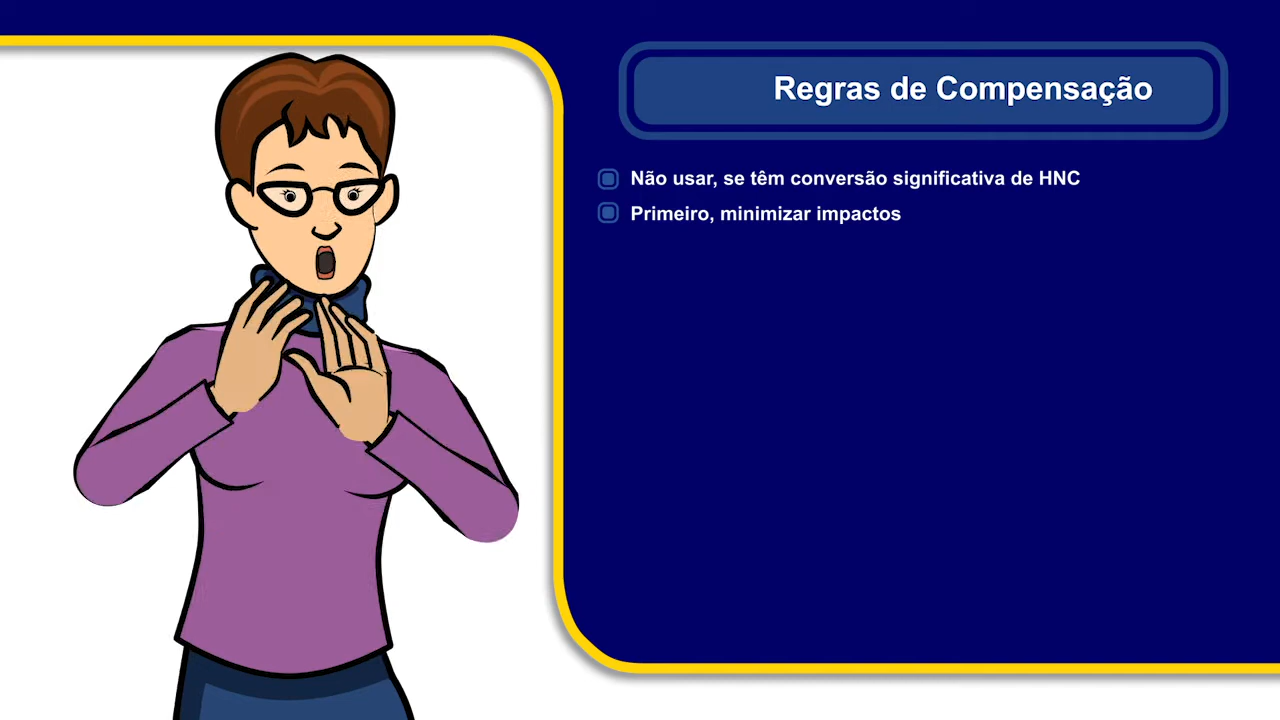 Regras de Compensação
Não usar, se têm conversão significativa de HNC
Primeiro, minimizar impactos